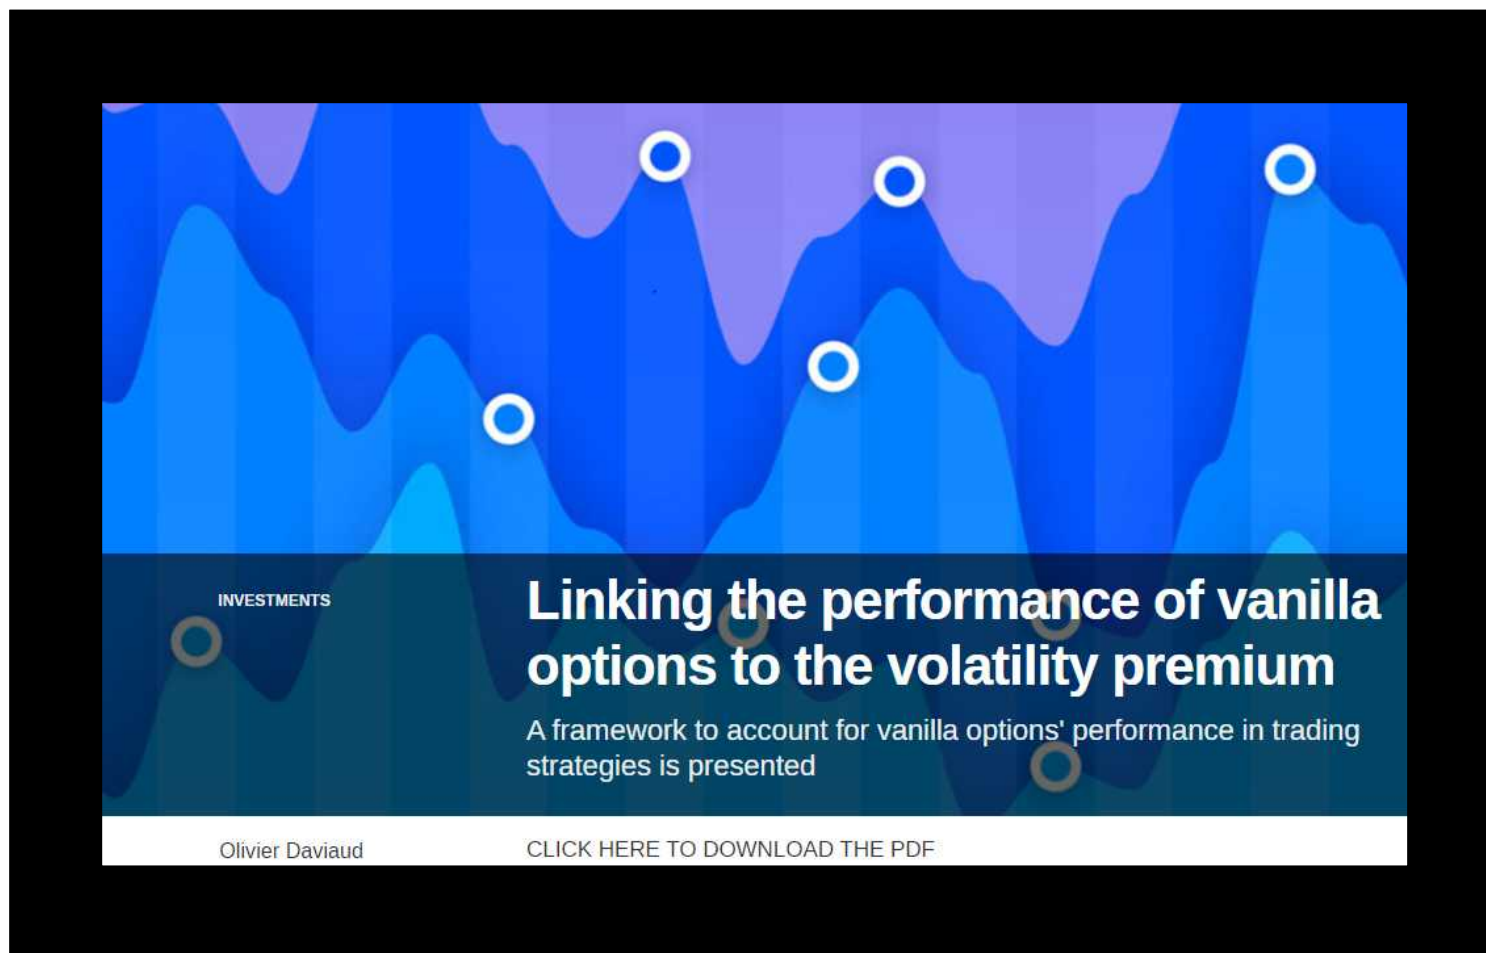 INVESTMENTS
Linking the performance of vanilla
options to the volatility premium
A framework to account for vanilla options' performance in trading
strategies is presented
Olivier Daviaud
CLICK HERE TO DOWNLOAD THE PDF